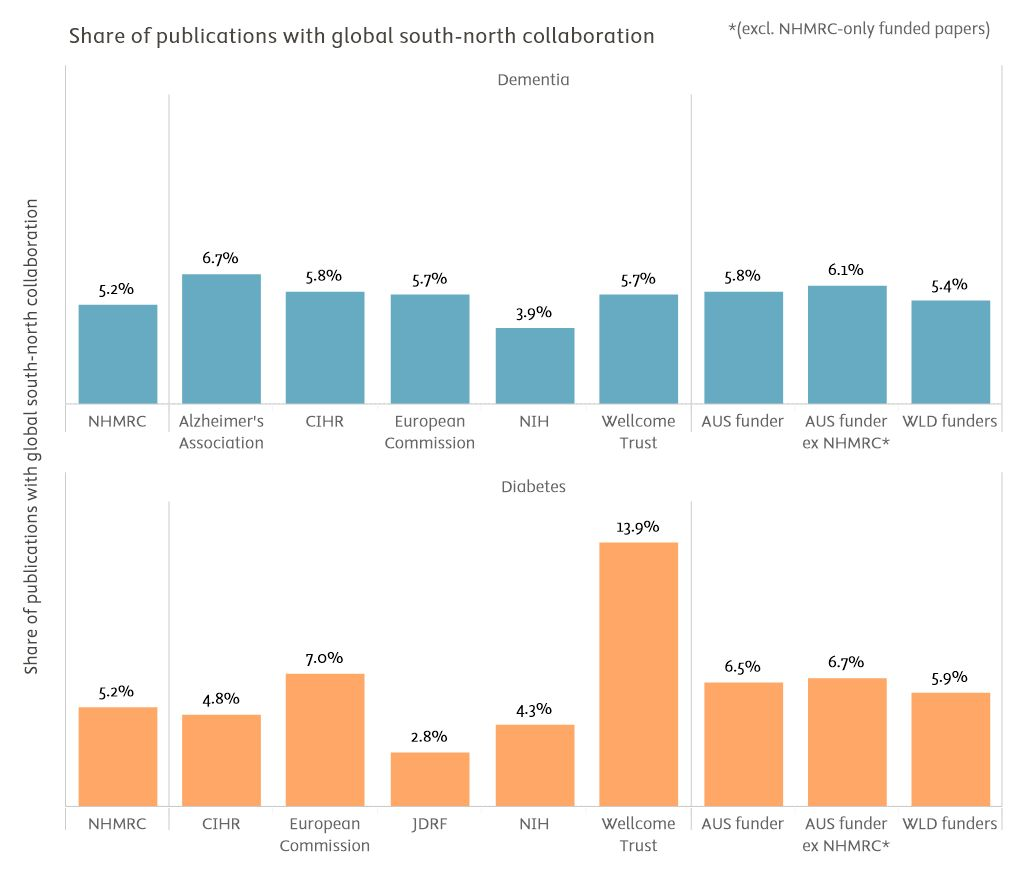 Share of publications with global south-north collaboration
*(excl. NHMRC-only funded papers)
Share of publications with global south-north collaboration
Dementia
5.2%
6.7%
5.8%
5.7%
3.9%
5.7%
5.8%
6.1%
5.4%
NHMRC
Alzheimer's
Association
CIHR
European
Commission
NIH
Wellcome
Trust
AUS funder
AUS funder
ex NHMRC*
WLD funders
Diabetes
5.2%
4.8%
7.0%
2.8%
4.3%
13.9%
6.5%
6.7%
5.9%
NHMRC
CIHR
European
Commission
JDRF
NIH
Wellcome
Trust
AUS funder
AUS funder
ex NHMRC*
WLD funders